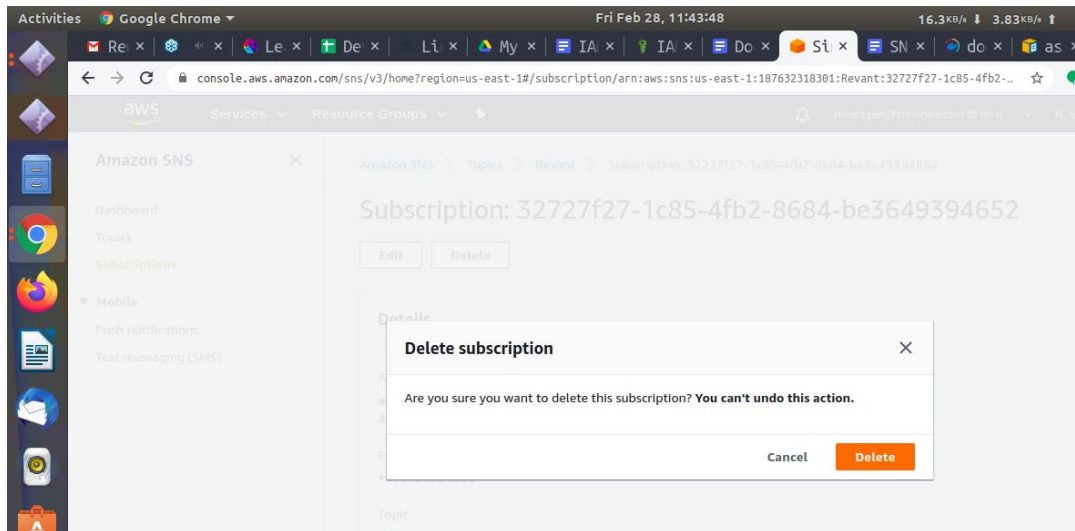 Activities Google Chrome ▾ Fri Feb 28, 11:43:48 16.3KB/s ⬇ 3.83KB/s ⬆
Re × × Le × De × Li × My × IA × IA × Do × Si × SN × do × as ×
console.aws.amazon.com/sns/v3/home?region=us-east-1#/subscription/arn:aws:sns:us-east-1:187632318301:Revant:32727f27-1c85-4fb2-…
aws Services Resource Groups
Amazon SNS × Amazon SNS > Topics > Revant > Subscription: 32727f27-1c85-4fb2-8684-be3649394652
Dashboard
Topics
Subscriptions
Mobile
Push notifications
Text messaging (SMS)
Subscription: 32727f27-1c85-4fb2-8684-be3649394652
Edit Delete
Details
Delete subscription ×
Are you sure you want to delete this subscription? You can't undo this action.
Cancel Delete
Topic